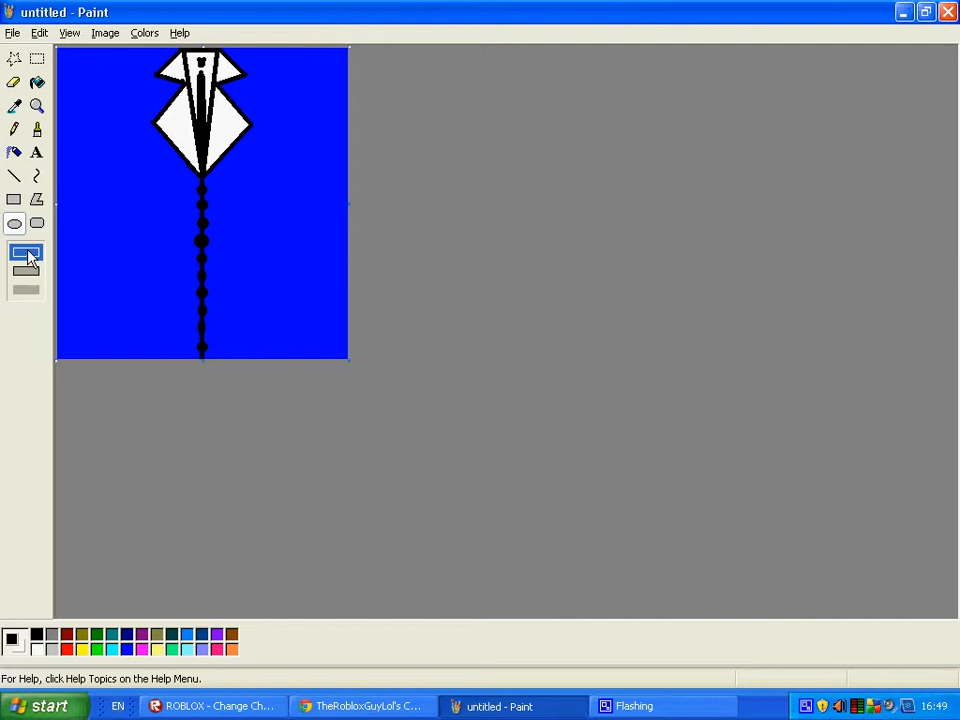 untitled - Paint
File Edit View Image Colors Help
A
For Help, click Help Topics on the Help Menu.
start EN ROBLOX - Change Ch... TheRobloxGuyLol's C... untitled - Paint Flashing 16:49